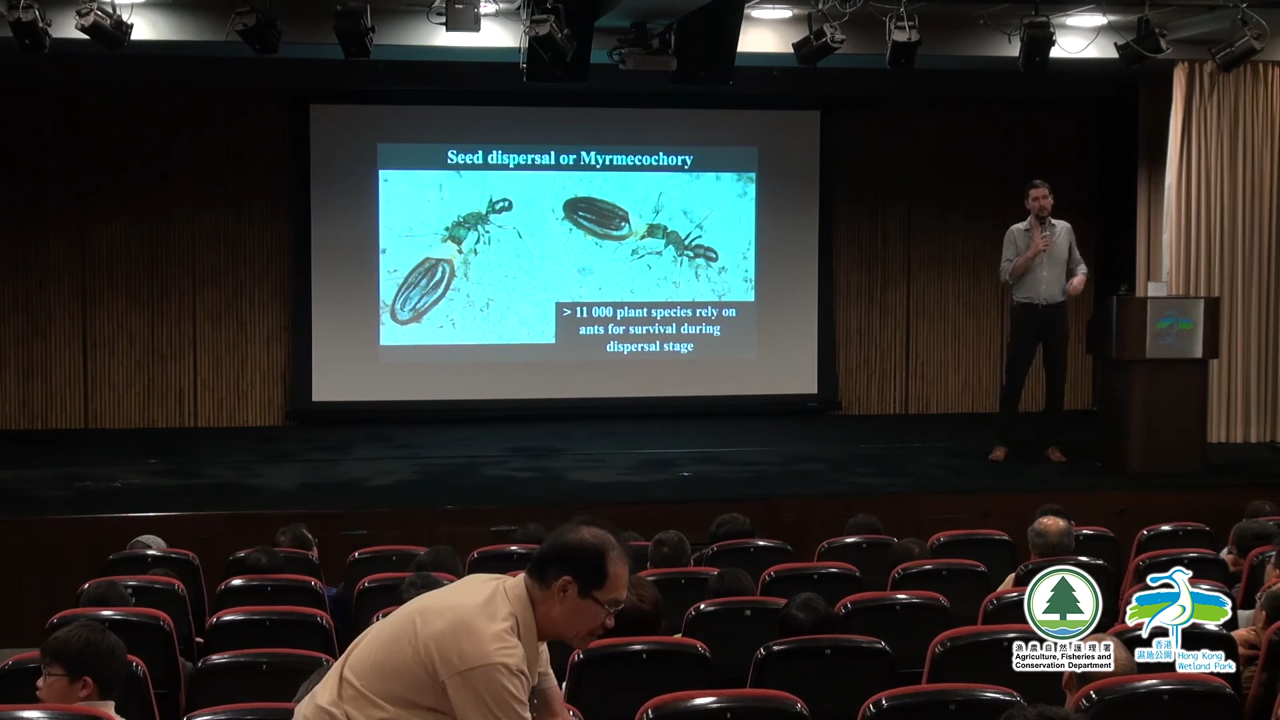 Seed dispersal or Myrmecochory
> 11 000 plant species rely on
ants for survival during
dispersal stage
漁農自然護理署
Agriculture, Fisheries and
Conservation Department
香港
濕地公園
Hong Kong
Wetland Park